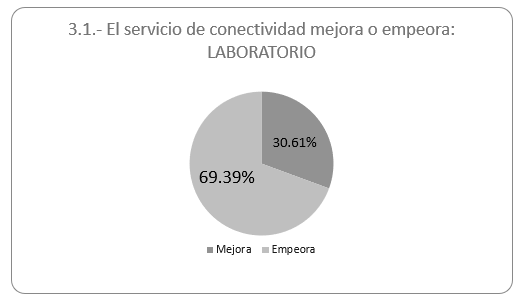 3.1.- El servicio de conectividad mejora o empeora:
LABORATORIO
30.61%
69.39%
Mejora Empeora